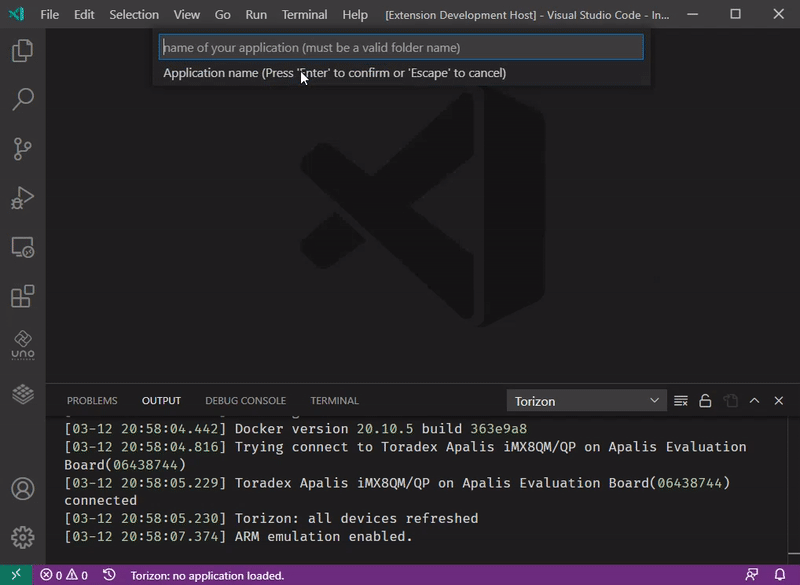 File Edit Selection View Go Run Terminal Help [Extension Development Host] - Visual Studio Code - In...
name of your application (must be a valid folder name)
Application name (Press 'Enter' to confirm or 'Escape' to cancel)
uno
PROBLEMS OUTPUT DEBUG CONSOLE TERMINAL Torizon
[03-12 20:58:04.442] Docker version 20.10.5 build 363e9a8
[03-12 20:58:04.816] Trying connect to Toradex Apalis iMX8QM/QP on Apalis Evaluation
Board(06438744)
[03-12 20:58:05.229] Toradex Apalis iMX8QM/QP on Apalis Evaluation Board(06438744)
connected
[03-12 20:58:05.230] Torizon: all devices refreshed
[03-12 20:58:07.374] ARM emulation enabled.
0 0 Torizon: no application loaded.